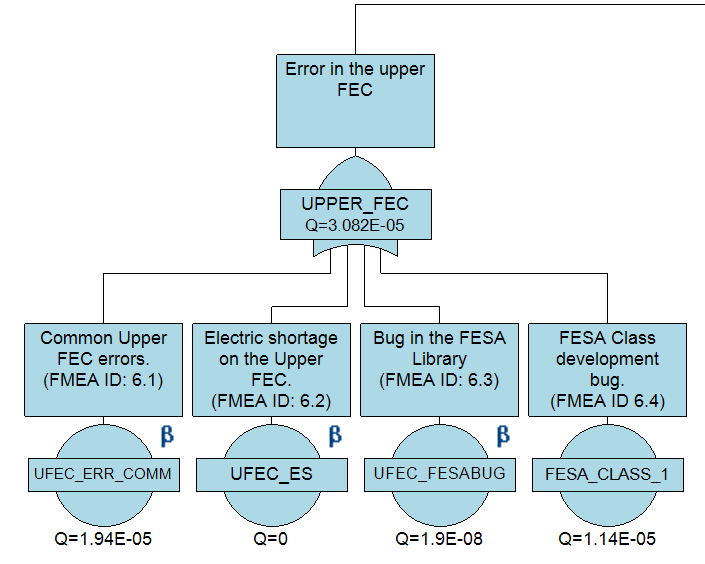 Error in the upper
FEC
UPPER_FEC
Q=3.082E-05
Common Upper
FEC errors.
(FMEA ID: 6.1)
Electric shortage
on the Upper
FEC.
(FMEA ID: 6.2)
Bug in the FESA
Library
(FMEA ID: 6.3)
FESA Class
development
bug.
(FMEA ID 6.4)
β
UFEC_ERR_COMM
Q=1.94E-05
β
UFEC_ES
Q=0
β
UFEC_FESABUG
Q=1.9E-08
FESA_CLASS_1
Q=1.14E-05